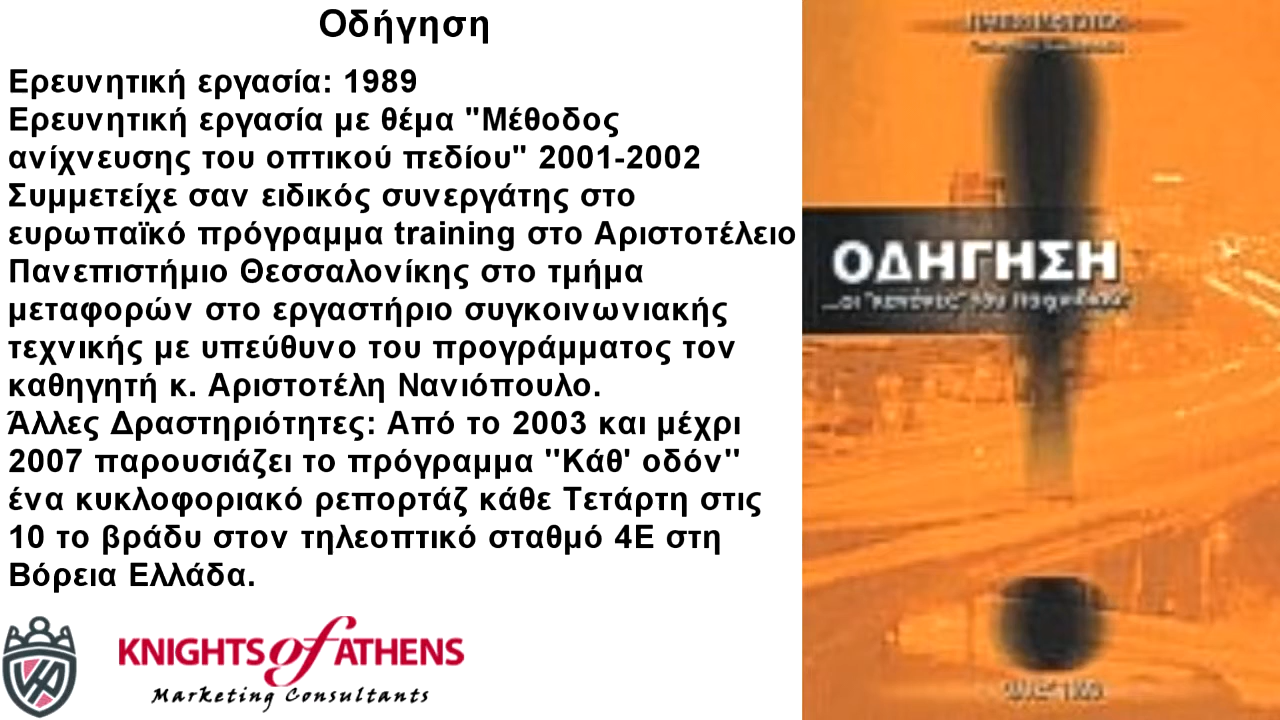 Οδήγηση
Ερευνητική εργασία: 1989
Ερευνητική εργασία με θέμα "Μέθοδος
ανίχνευσης του οπτικού πεδίου" 2001-2002
Συμμετείχε σαν ειδικός συνεργάτης στο
ευρωπαϊκό πρόγραμμα training στο Αριστοτέλειο
Πανεπιστήμιο Θεσσαλονίκης στο τμήμα
μεταφορών στο εργαστήριο συγκοινωνιακής
τεχνικής με υπεύθυνο του προγράμματος τον
καθηγητή κ. Αριστοτέλη Νανιόπουλο.
Άλλες Δραστηριότητες: Από το 2003 και μέχρι
2007 παρουσιάζει το πρόγραμμα ''Κάθ' οδόν''
ένα κυκλοφοριακό ρεπορτάζ κάθε Τετάρτη στις
10 το βράδυ στον τηλεοπτικό σταθμό 4Ε στη
Βόρεια Ελλάδα.
KNIGHTS of ATHENS
Marketing Consultants
ΟΔΗΓΗΣΗ
...οι "κανόνες" του παιχνιδιού